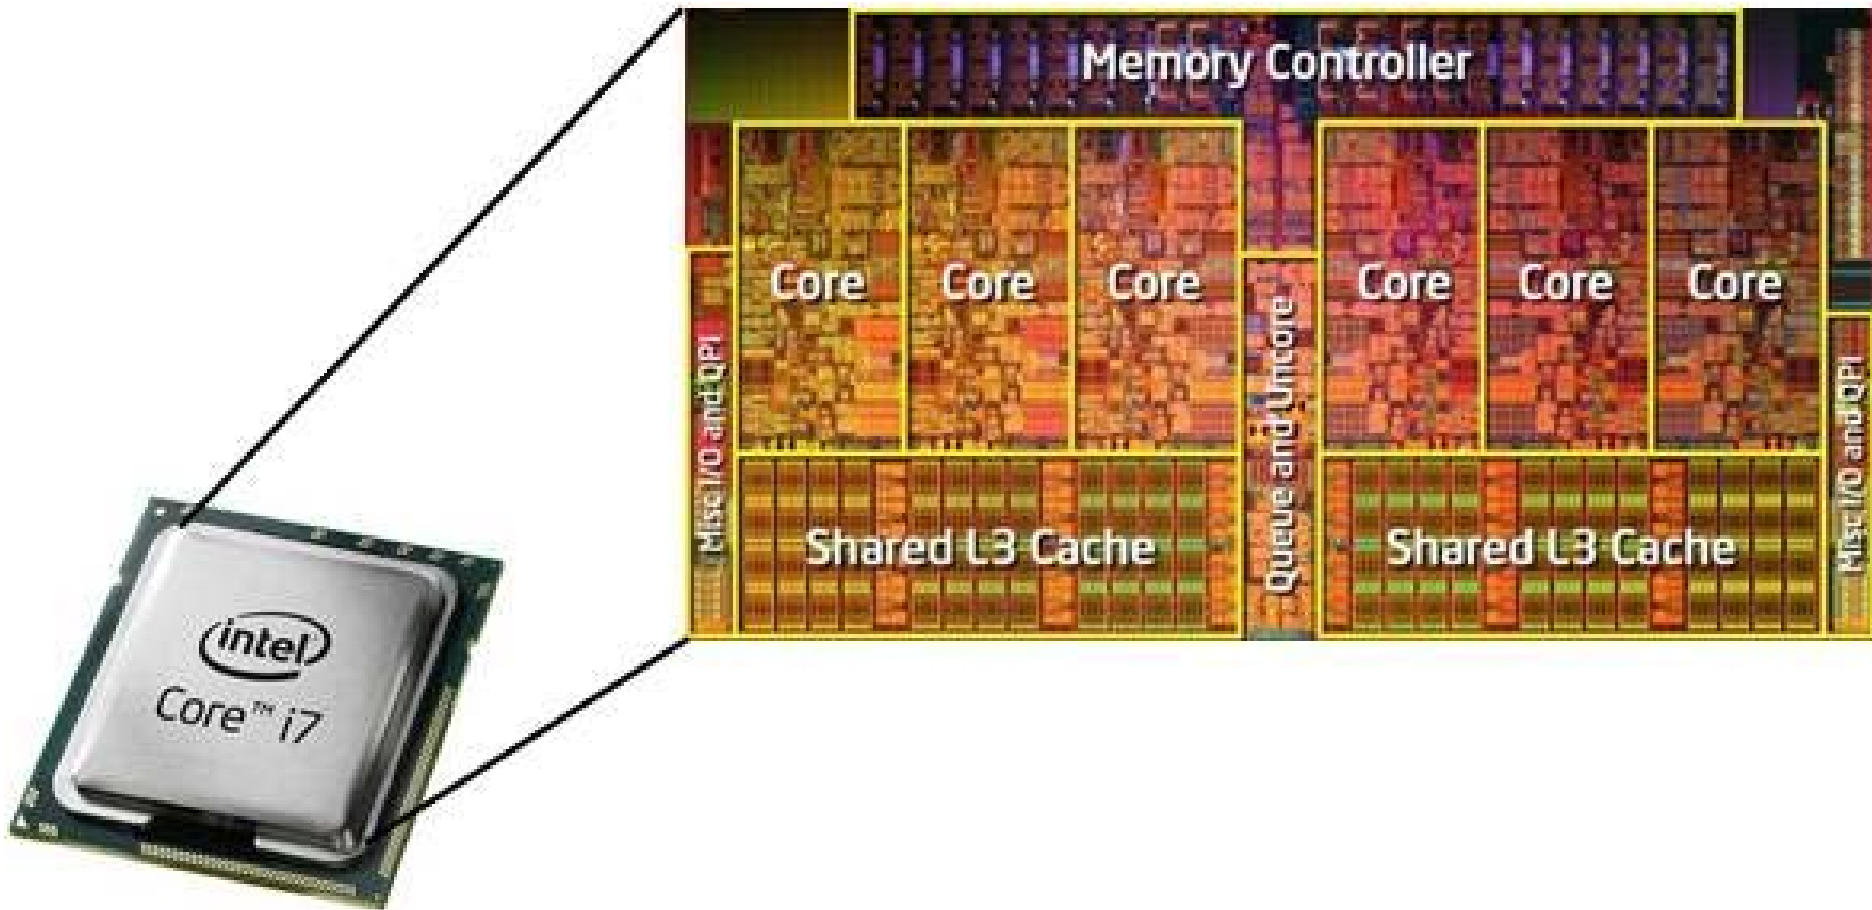 Memory Controller
Core
Core
Core
Core
Core
Core
Misc I/O and QPI
Queue and Uncore
Misc I/O and QPI
Shared L3 Cache
Shared L3 Cache
intel
Core™ i7